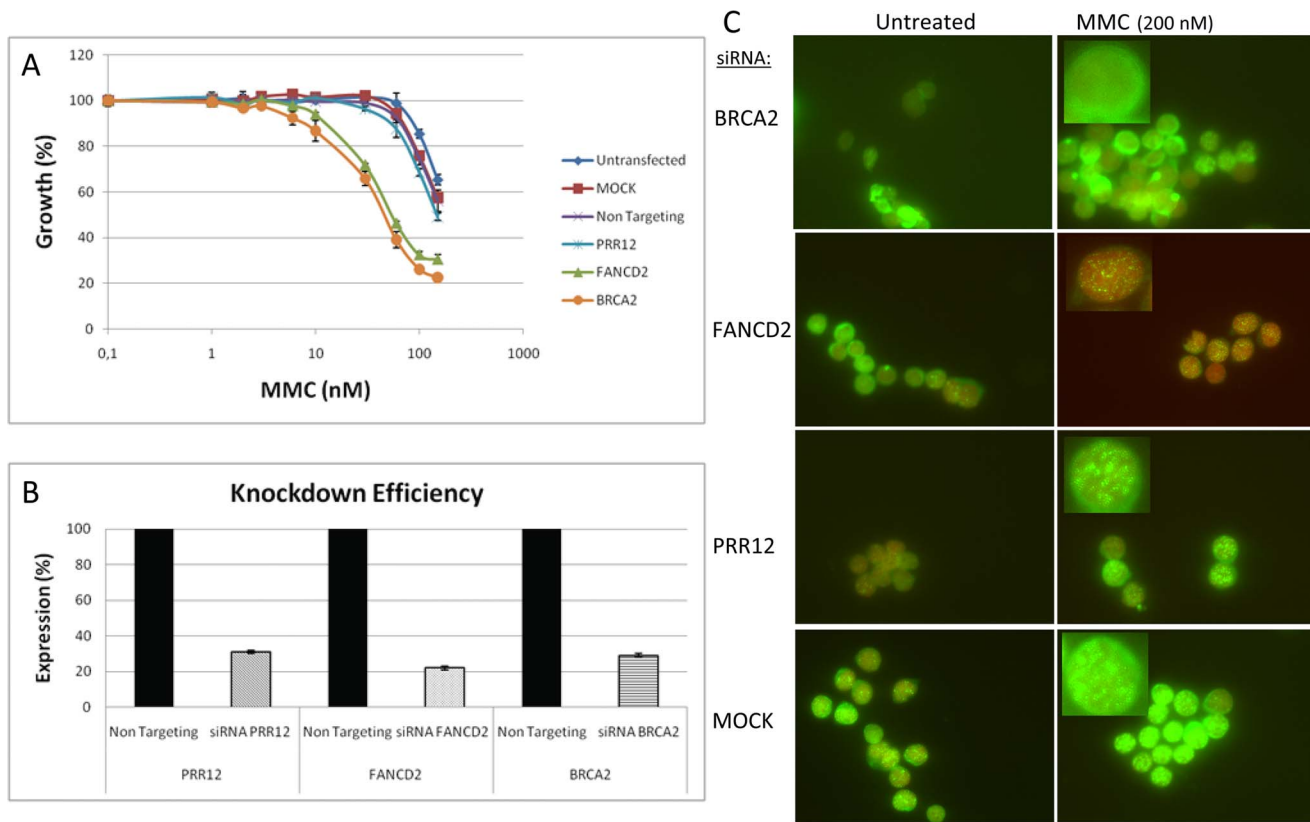 A
120
100
80
60
40
20
0
Growth (%)
0,1
1
10
100
1000
MMC (nM)
Untransfected
MOCK
Non Targeting
PRR12
FANCD2
BRCA2
B
Knockdown Efficiency
100
80
60
40
20
0
Expression (%)
Non Targeting
siRNA PRR12
Non Targeting
siRNA FANCD2
Non Targeting
siRNA BRCA2
PRR12
FANCD2
BRCA2
C
Untreated
MMC (200 nM)
siRNA:
BRCA2
FANCD2
PRR12
MOCK